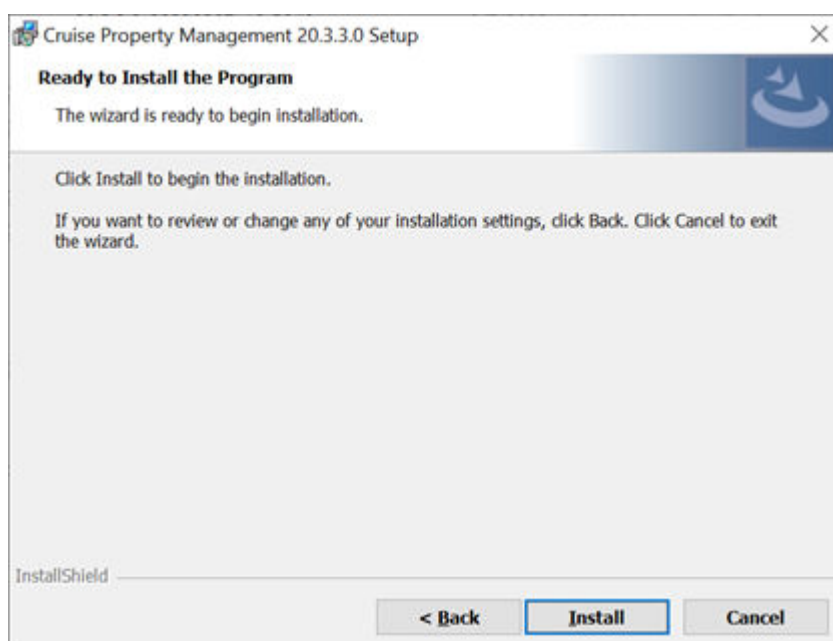 Cruise Property Management 20.3.3.0 Setup
Ready to Install the Program
The wizard is ready to begin installation.
Click Install to begin the installation.
If you want to review or change any of your installation settings, click Back. Click Cancel to exit
the wizard.
InstallShield
< Back
Install
Cancel